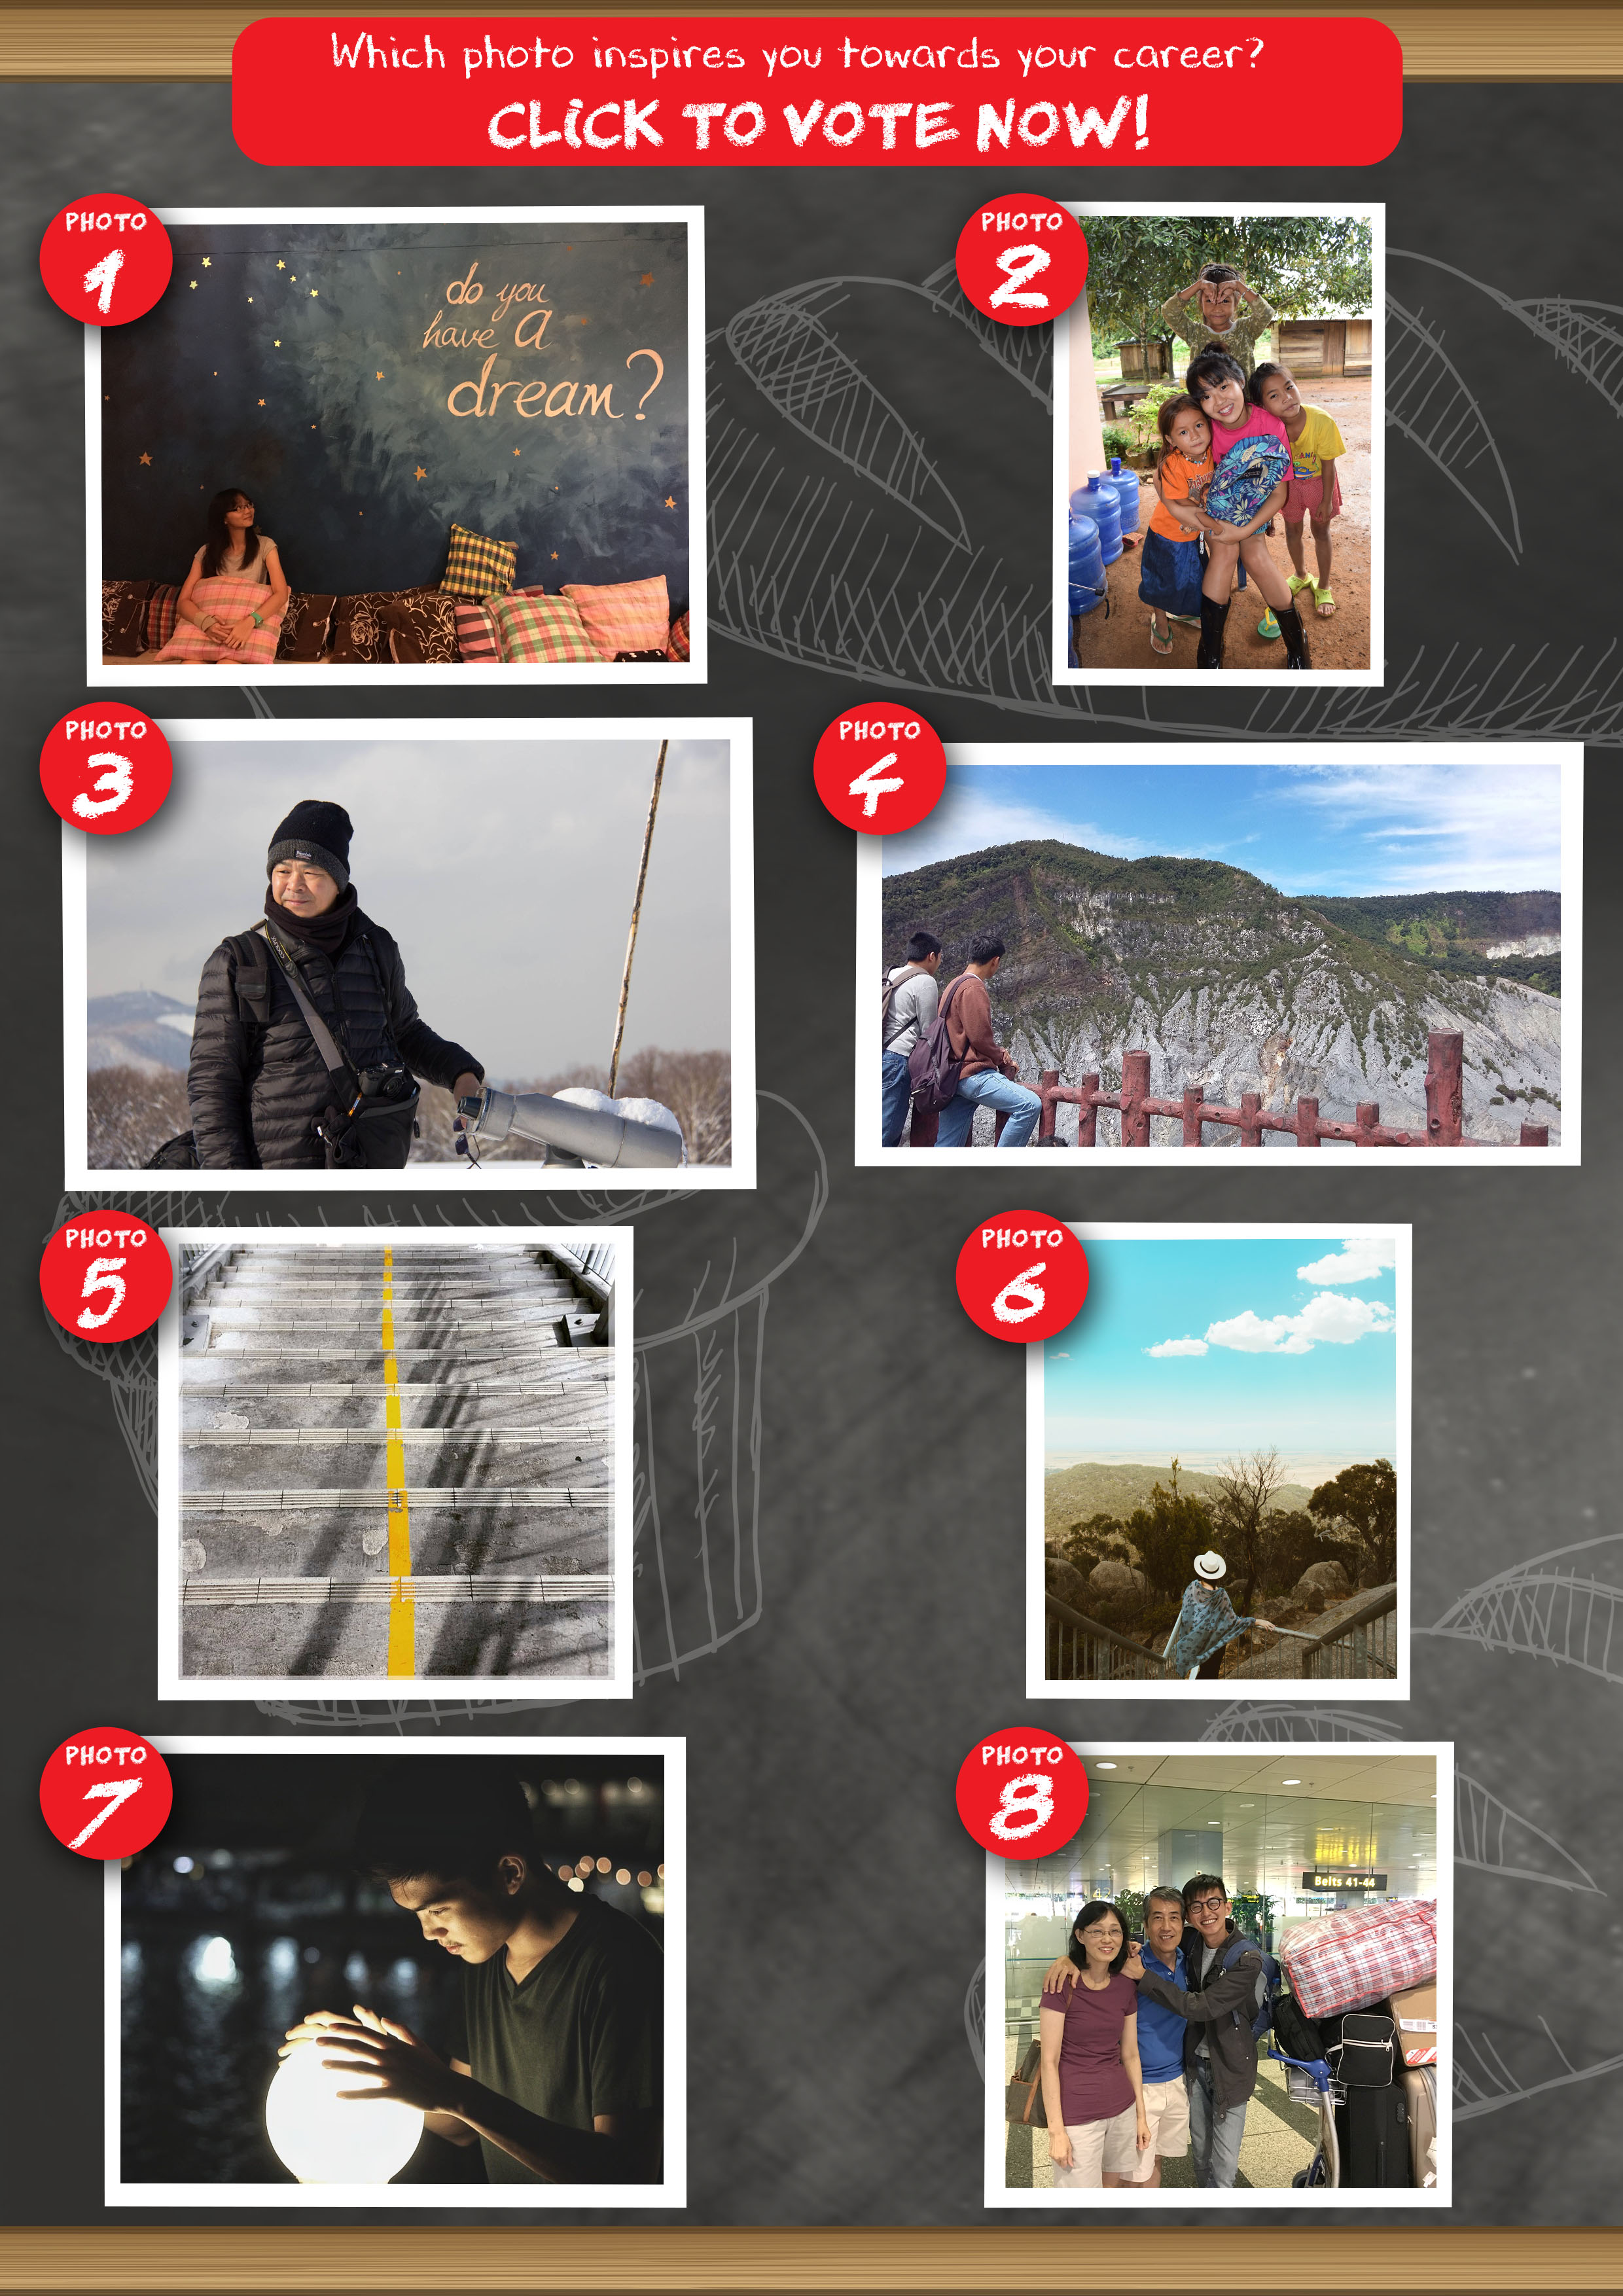 Which photo inspires you towards your career?
CLiCK TO VOTE NOW!
PHOTO
1
do you
have a
dream?
PHOTO
2
PHOTO
3
PHOTO
4
PHOTO
5
PHOTO
6
PHOTO
7
PHOTO
8
Belts 41-44